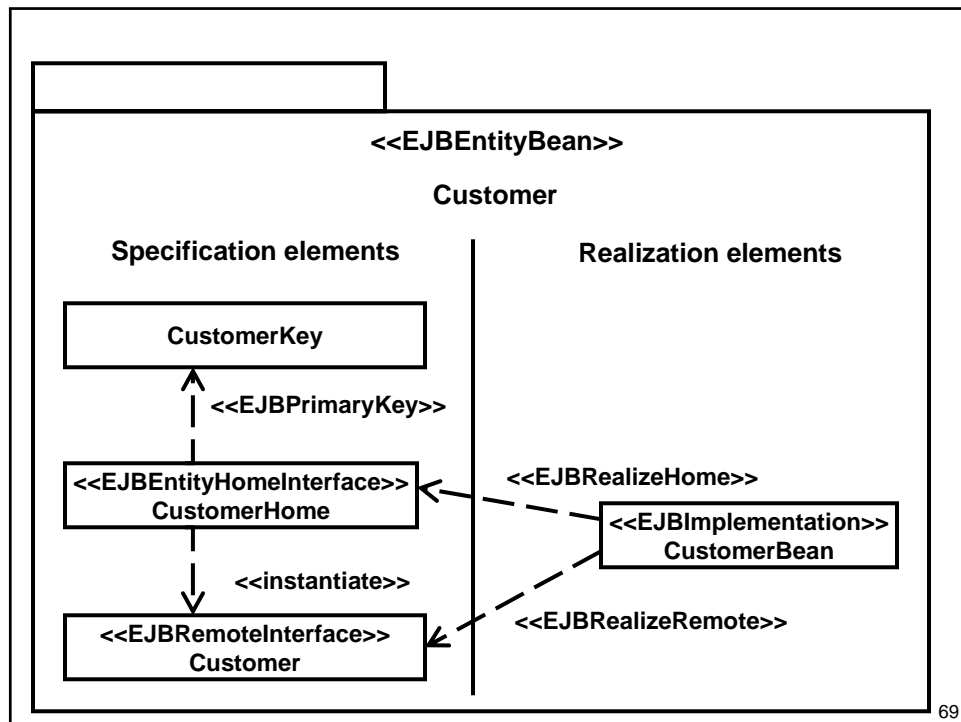 <<EJBEntityBean>>
Customer
Specification elements
Realization elements
CustomerKey
<<EJBPrimaryKey>>
<<EJBEntityHomeInterface>>
CustomerHome
<<EJBRealizeHome>>
<<EJBImplementation>>
CustomerBean
<<instantiate>>
<<EJBRealizeRemote>>
<<EJBRemoteInterface>>
Customer
69